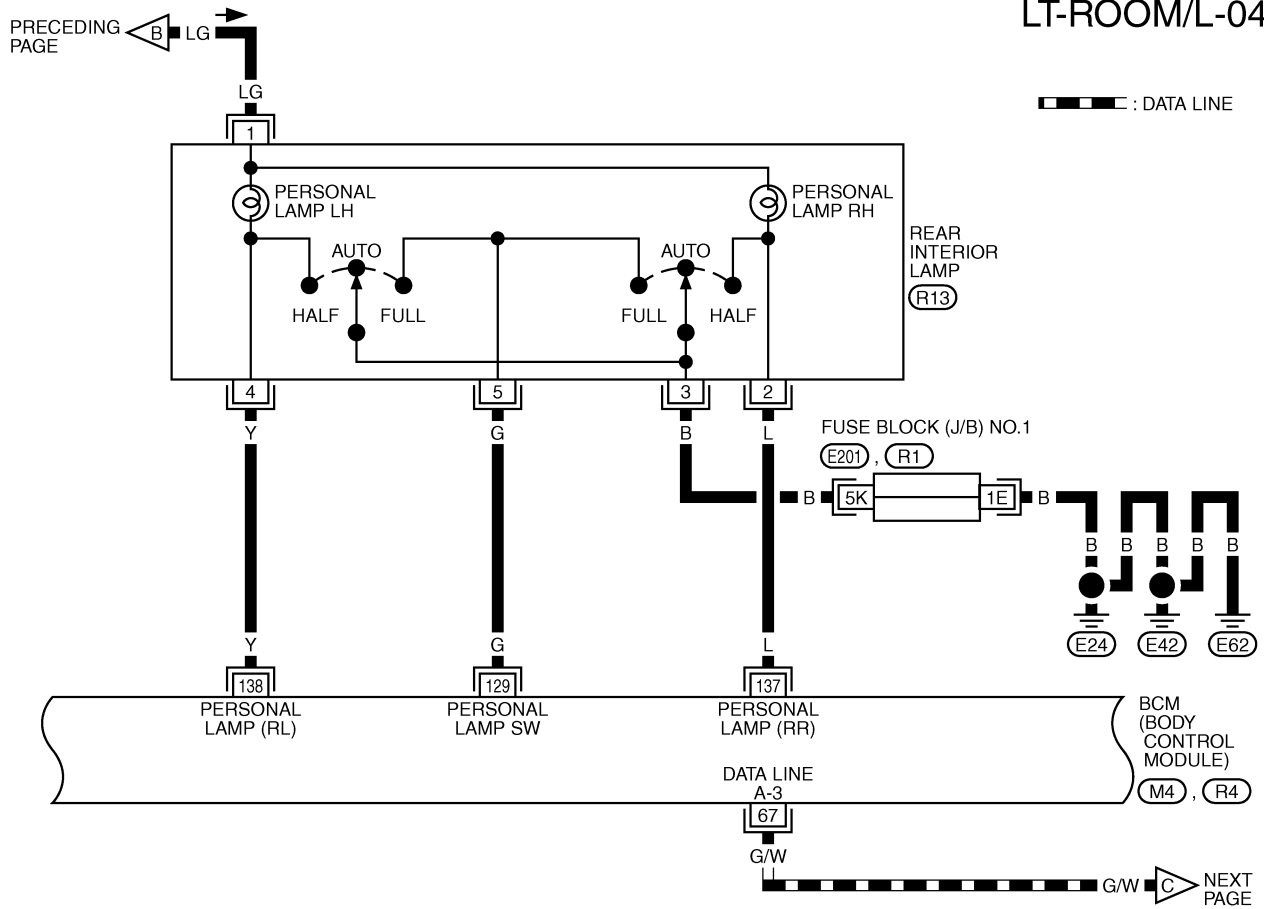 LT-ROOM/L-04
PRECEDING
PAGE
B
LG
: DATA LINE
LG
1
PERSONAL
LAMP LH
PERSONAL
LAMP RH
REAR
INTERIOR
LAMP
R13
AUTO
AUTO
HALF
FULL
FULL
HALF
4
5
3
2
Y
G
B
L
FUSE BLOCK (J/B) NO.1
E201 , R1
B
5K
1E
B
B
B
B
B
B
E24
E42
E62
Y
G
L
138
129
137
PERSONAL
LAMP (RL)
PERSONAL
LAMP SW
PERSONAL
LAMP (RR)
BCM
(BODY
CONTROL
MODULE)
M4 , R4
DATA LINE
A-3
67
G/W
G/W
C
NEXT
PAGE